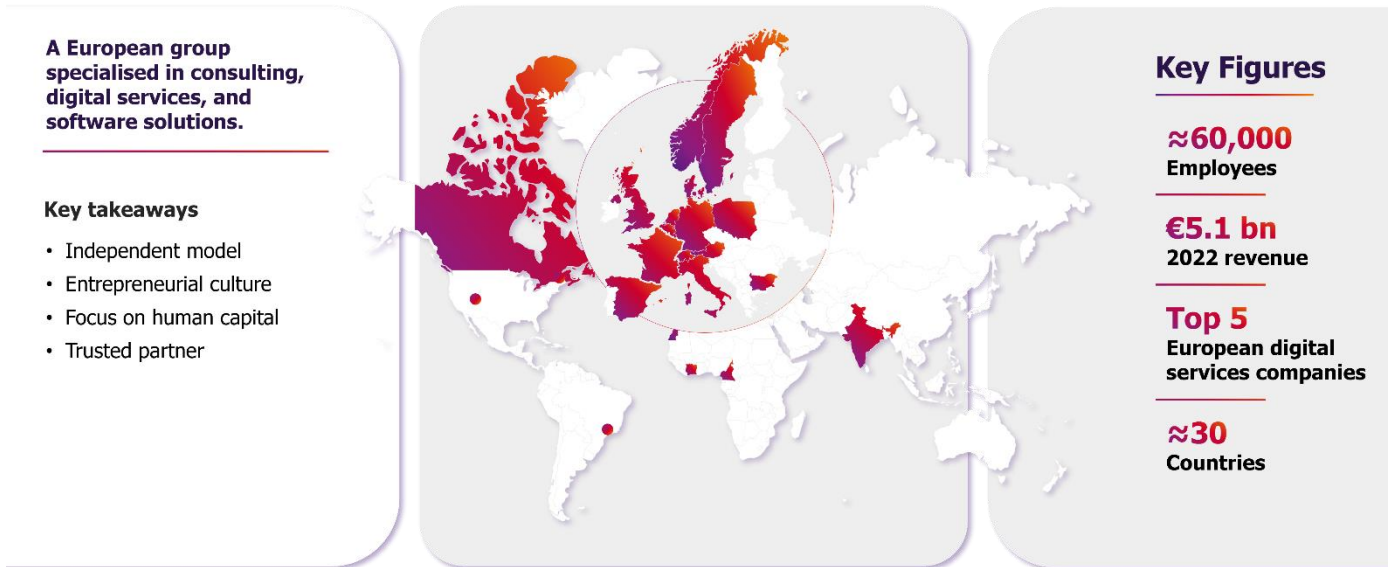 A European group
specialised in consulting,
digital services, and
software solutions.
Key takeaways
• Independent model
• Entrepreneurial culture
• Focus on human capital
• Trusted partner
Key Figures
≈60,000
Employees
€5.1 bn
2022 revenue
Top 5
European digital
services companies
≈30
Countries